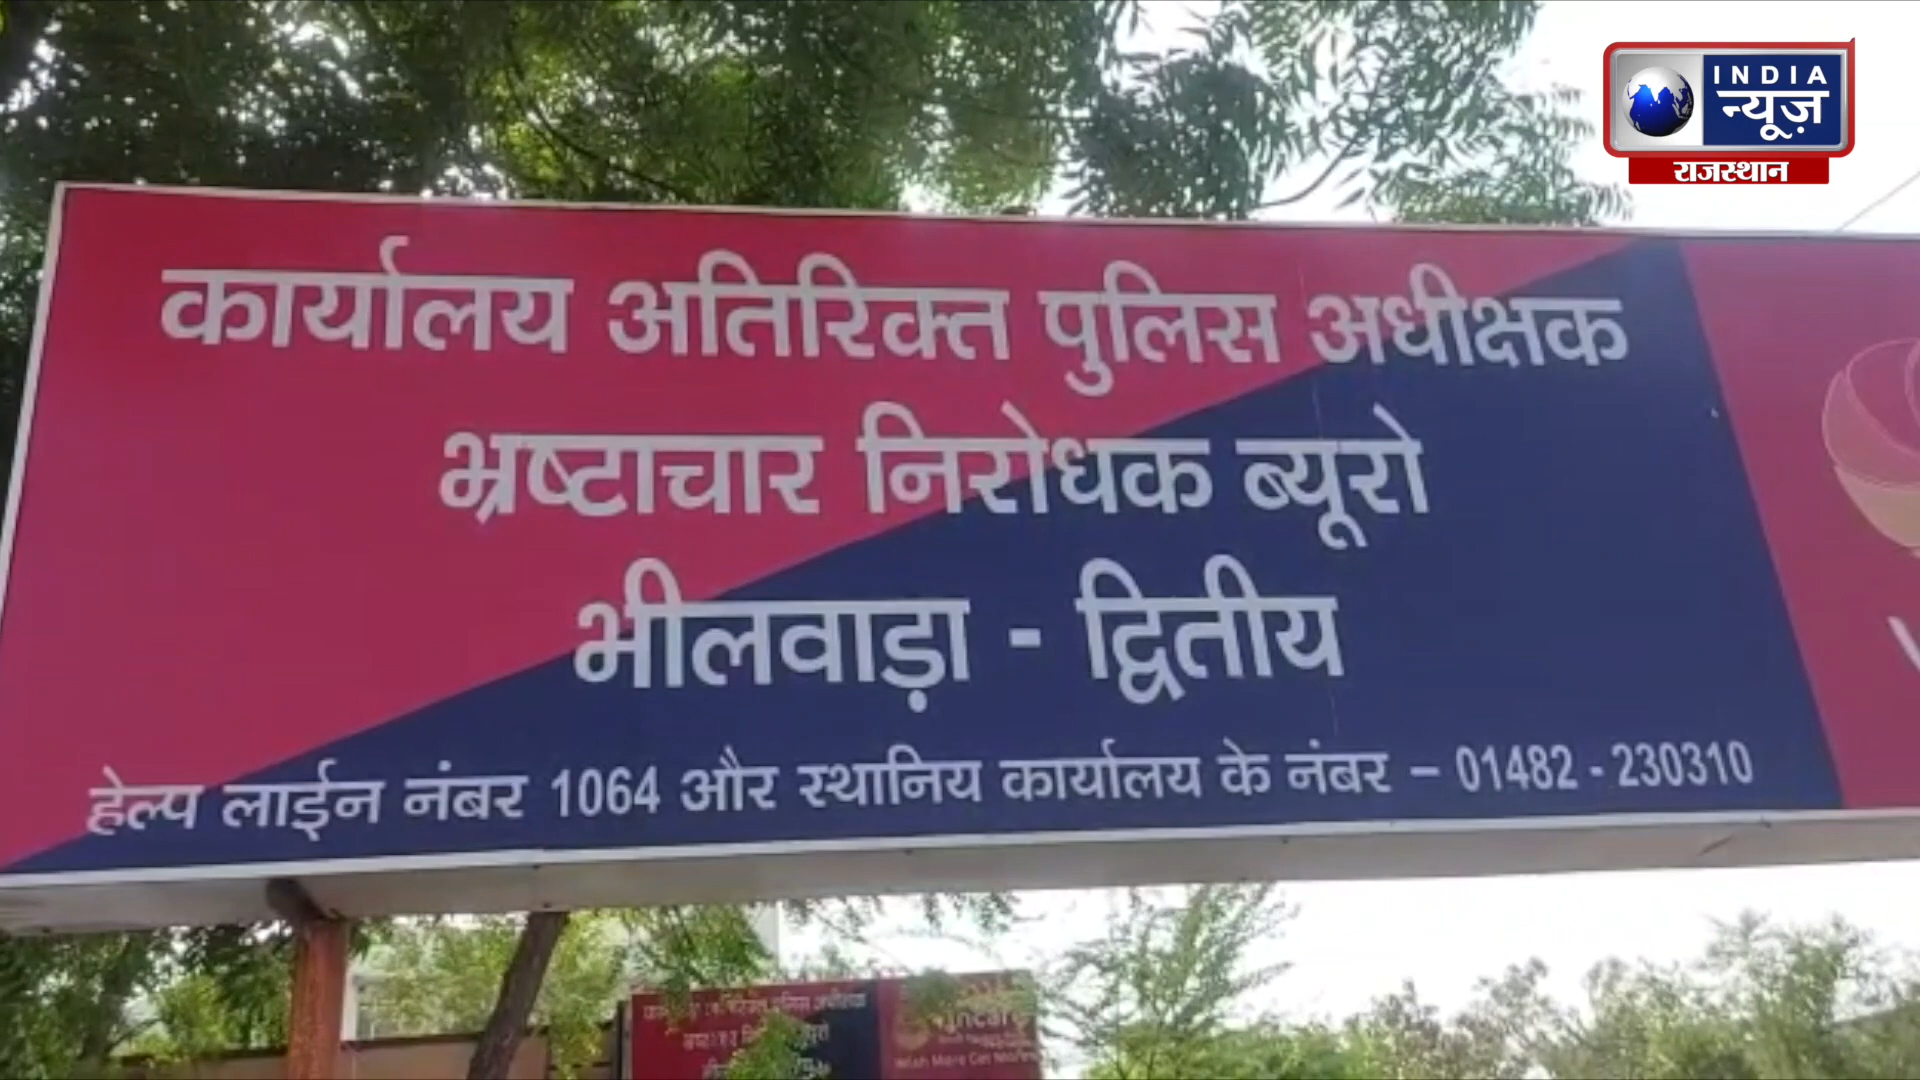 INDIA
न्यूज़
राजस्थान
कार्यालय अतिरिक्त पुलिस अधीक्षक
भ्रष्टाचार निरोधक ब्यूरो
भीलवाड़ा - द्वितीय
हेल्प लाईन नंबर 1064 और स्थानिय कार्यालय के नंबर – 01482 - 230310